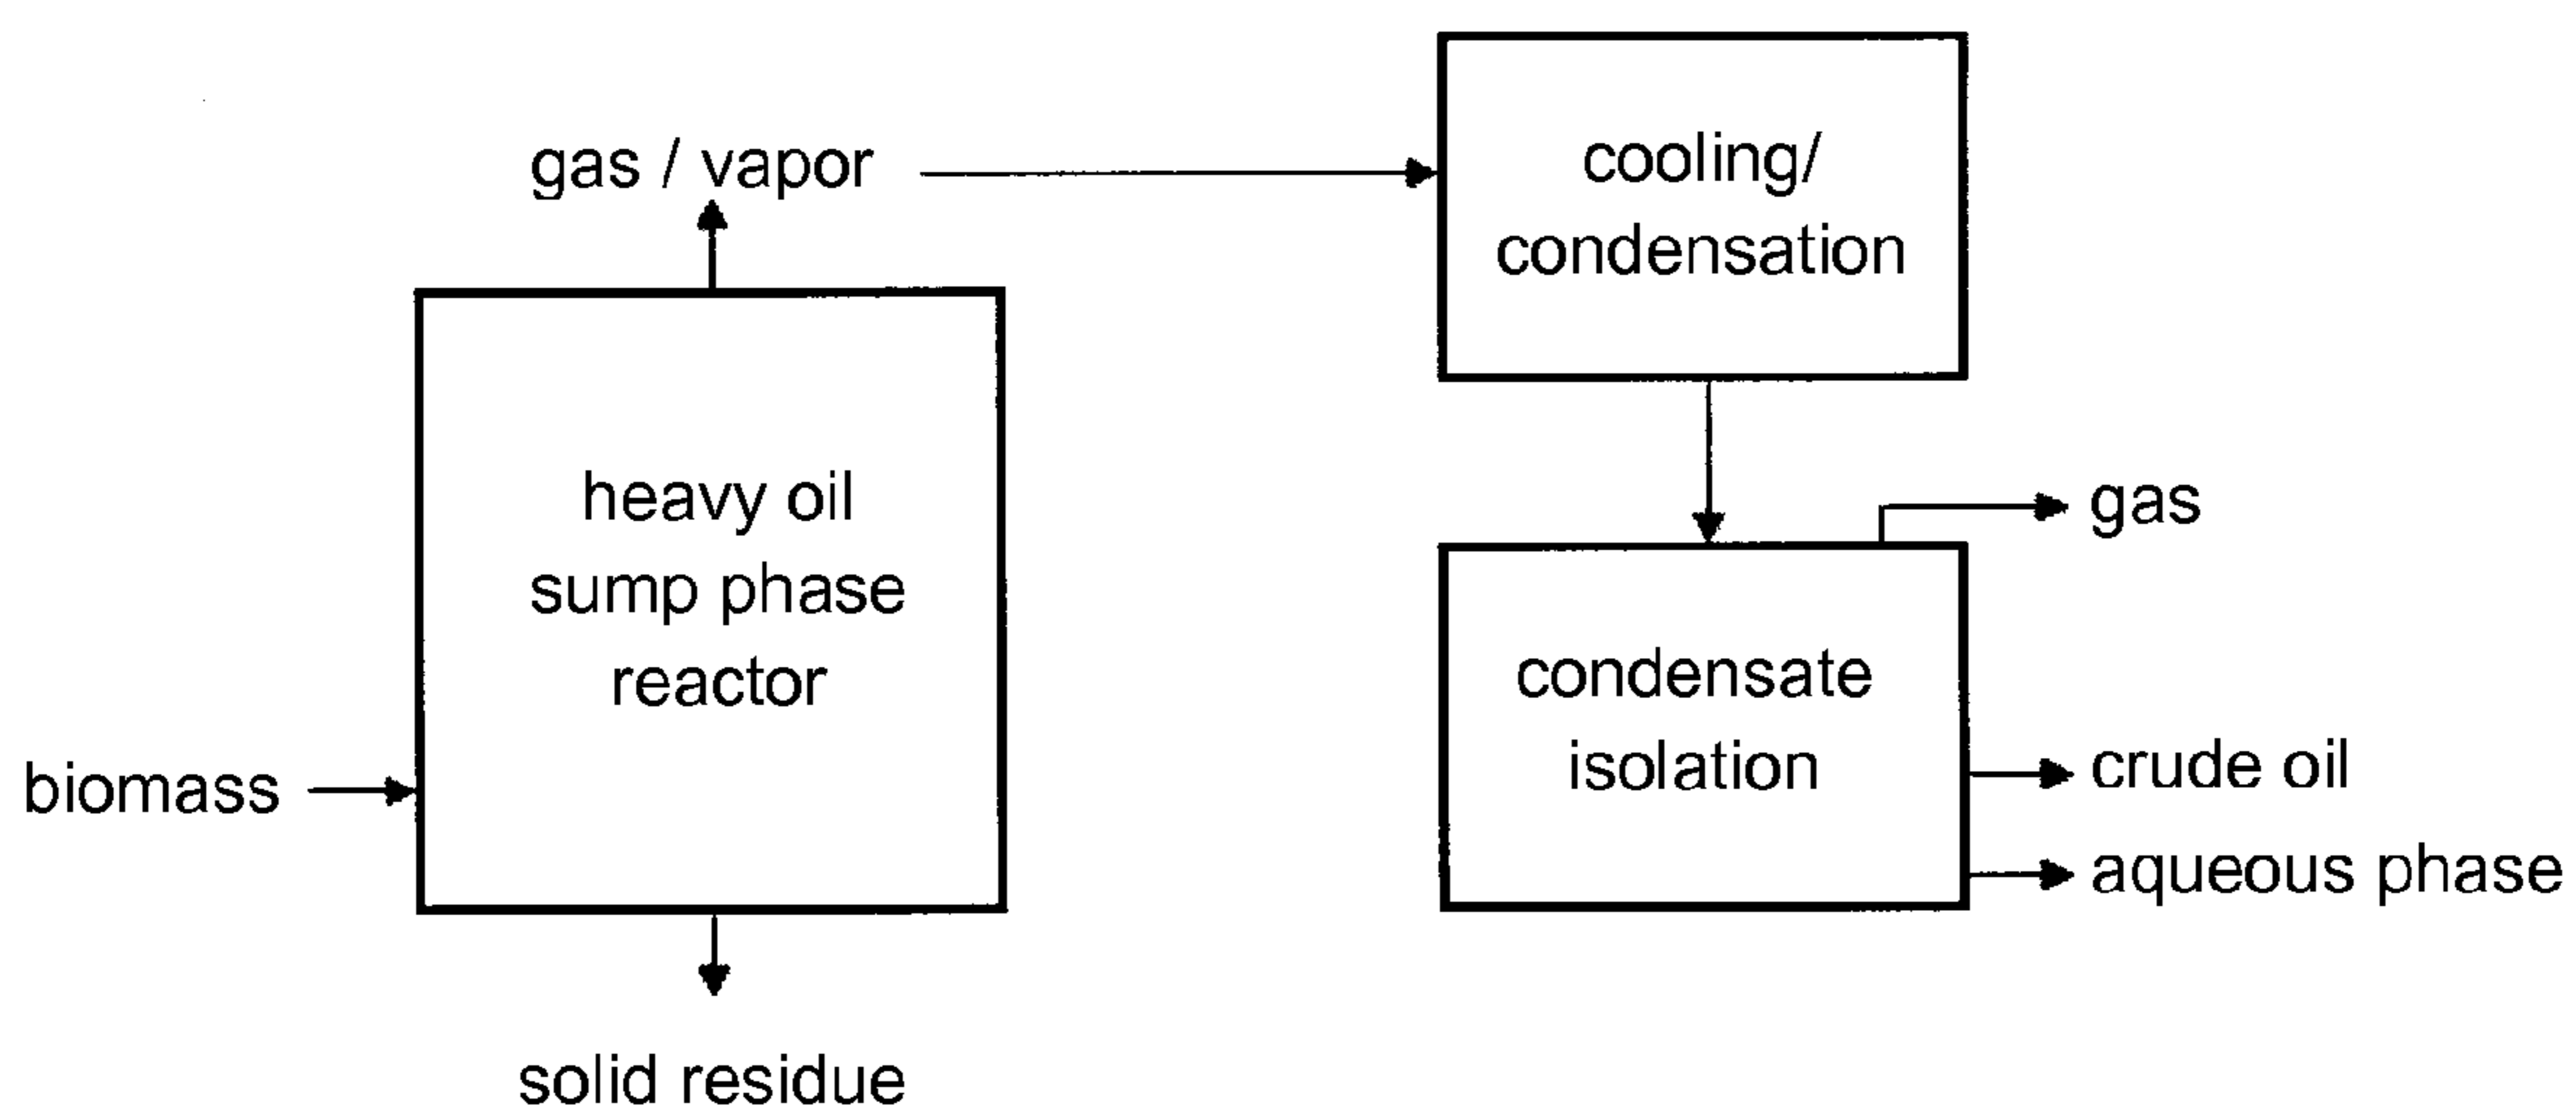 gas / vapor
cooling/
condensation
heavy oil
sump phase
reactor
biomass
solid residue
condensate
isolation
gas
crude oil
aqueous phase